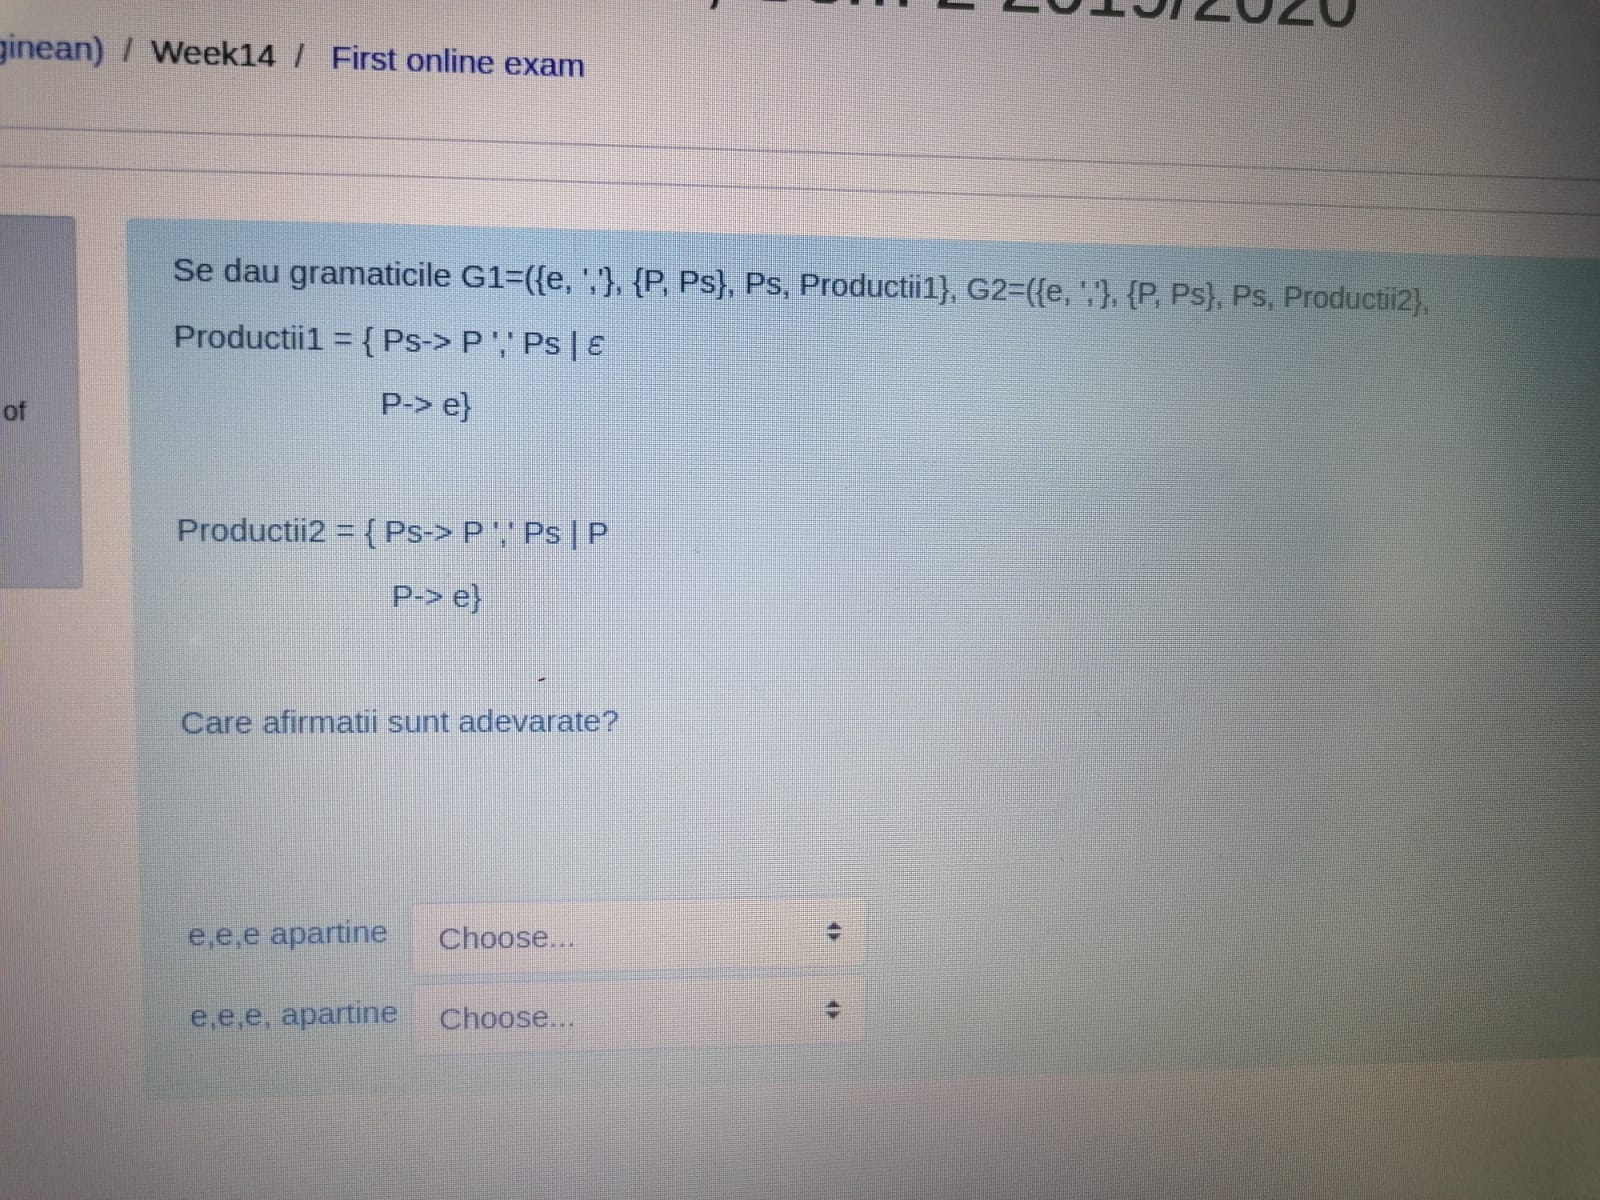 2019/2020
ginean) / Week14 / First online exam
of
Se dau gramaticile G1=({e, ','}, {P, Ps}, Ps, Productii1}, G2=({e, ','}, {P, Ps}, Ps, Productii2},
Productii1 = { Ps-> P ',' Ps | ε
P-> e}
Productii2 = { Ps-> P ',' Ps | P
P-> e}
Care afirmatii sunt adevarate?
e,e,e apartine Choose...
e,e,e, apartine Choose...